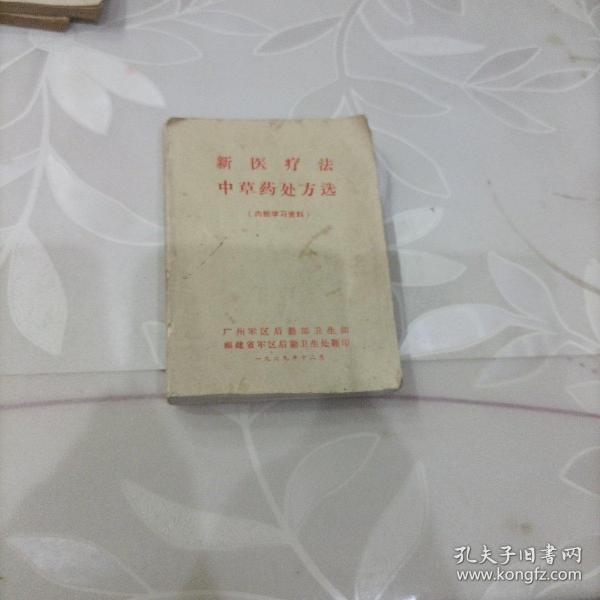 新医疗法
中草药处方选
(内部学习资料)
广州军区后勤部卫生部
福建省军区后勤卫生处翻印
一九六九年十二月
孔夫子旧书网
www.kongfz.com